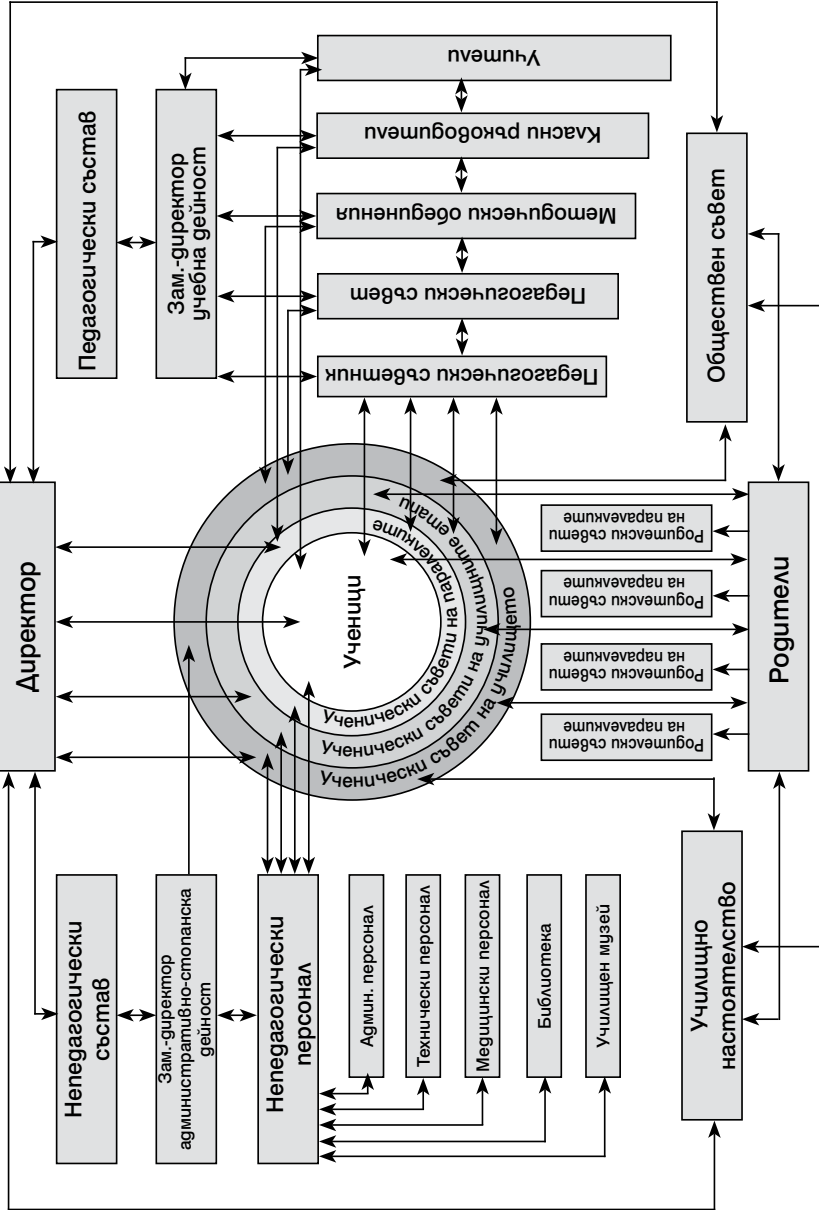 Директор
Непедагогически
състав
Педагогически състав
Зам.-директор
административно-стопанска
дейност
Зам.-директор
учебна дейност
Непедагогически
персонал
Админ. персонал
Технически персонал
Медицински персонал
Библиотека
Училищен музей
Ученици
Ученически съвети на паралелките
Ученически съвети на училищните етапи
Ученически съвет на училището
Учители
Класни ръководители
Методически обединения
Педагогически съвет
Педагогически съветник
Родителски съвети
на паралелките
Родителски съвети
на паралелките
Родителски съвети
на паралелките
Родителски съвети
на паралелките
Училищно
настоятелство
Родители
Обществен съвет